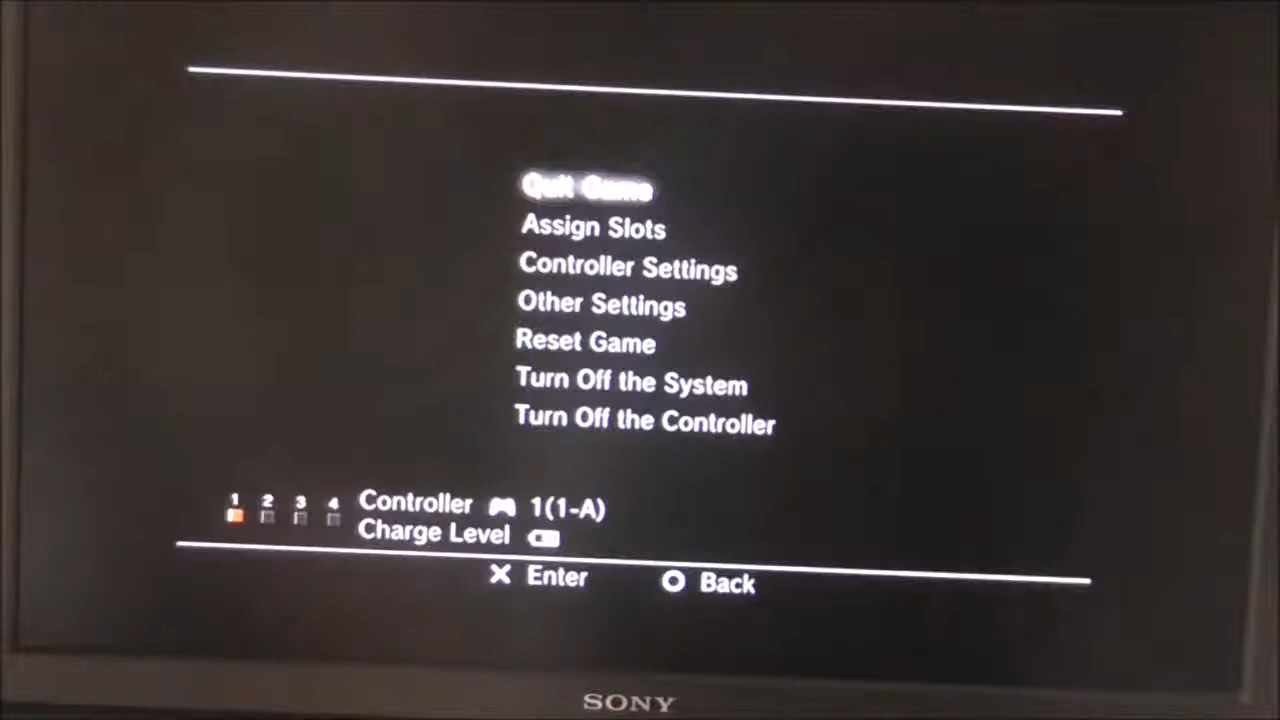 Quit Game
Assign Slots
Controller Settings
Other Settings
Reset Game
Turn Off the System
Turn Off the Controller
1 2 3 4
Controller 1(1-A)
Charge Level
Enter Back
SONY